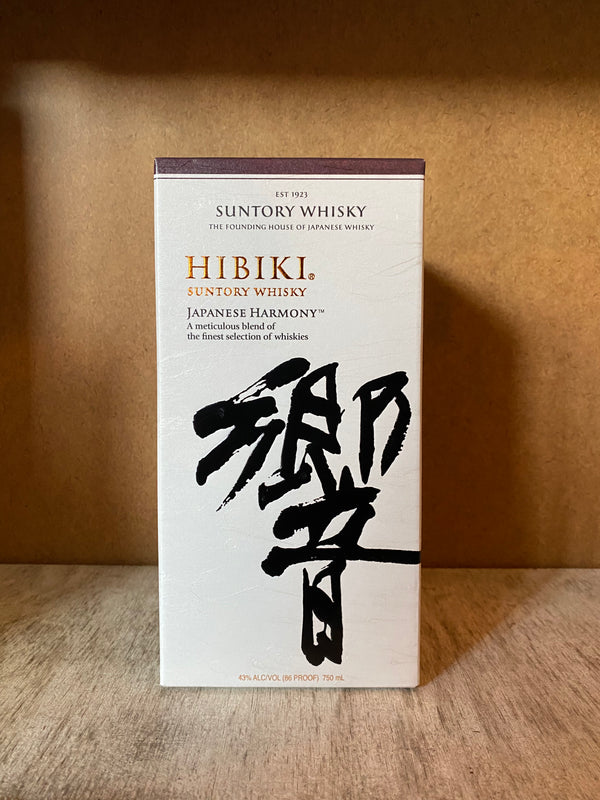 EST 1923
SUNTORY WHISKY
THE FOUNDING HOUSE OF JAPANESE WHISKY
HIBIKI®
SUNTORY WHISKY
JAPANESE HARMONY™
A meticulous blend of
the finest selection of whiskies
響
43% ALC/VOL (86 PROOF) 750 mL